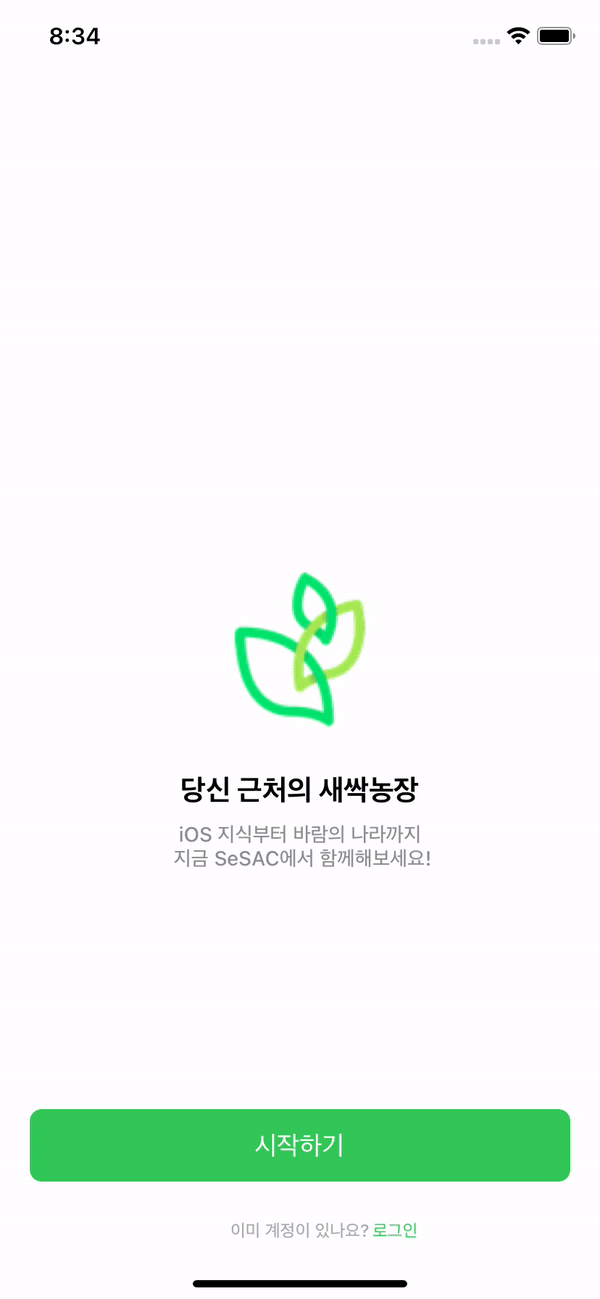 8:34
당신 근처의 새싹농장
iOS 지식부터 바람의 나라까지
지금 SeSAC에서 함께해보세요!
시작하기
이미 계정이 있나요? 로그인